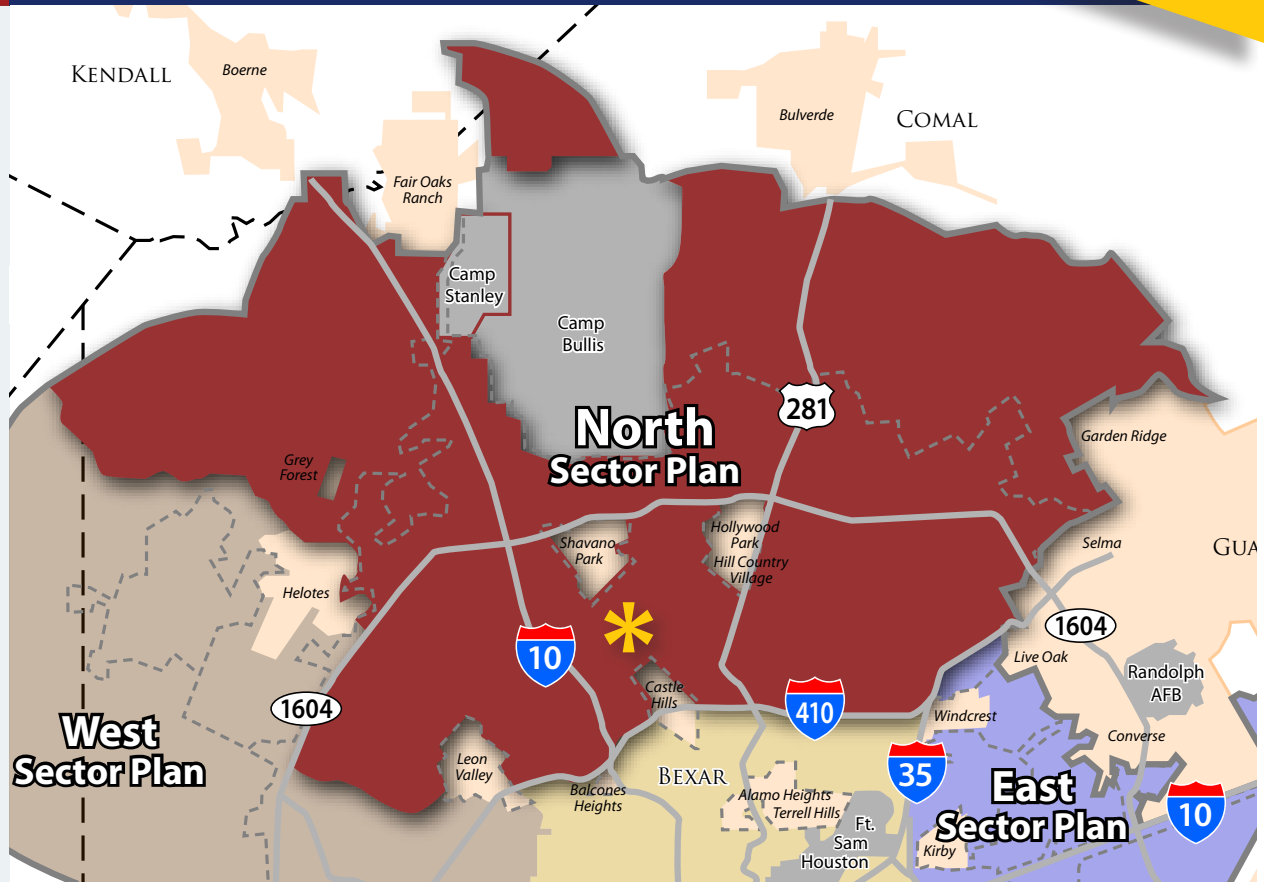 KENDALL
Boerne
Bulverde
COMAL
Fair Oaks
Ranch
Camp
Stanley
Camp
Bullis
281
North
Sector Plan
Garden Ridge
Grey
Forest
Hollywood
Park
Hill Country
Village
Shavano
Park
Selma
GUA
Helotes
1604
10
Live Oak
Randolph
AFB
Castle
Hills
1604
410
Windcrest
West
Sector Plan
Converse
Leon
Valley
35
BEXAR
East
Sector Plan
10
Balcones
Heights
Alamo Heights
Terrell Hills
Ft.
Sam
Houston
Kirby